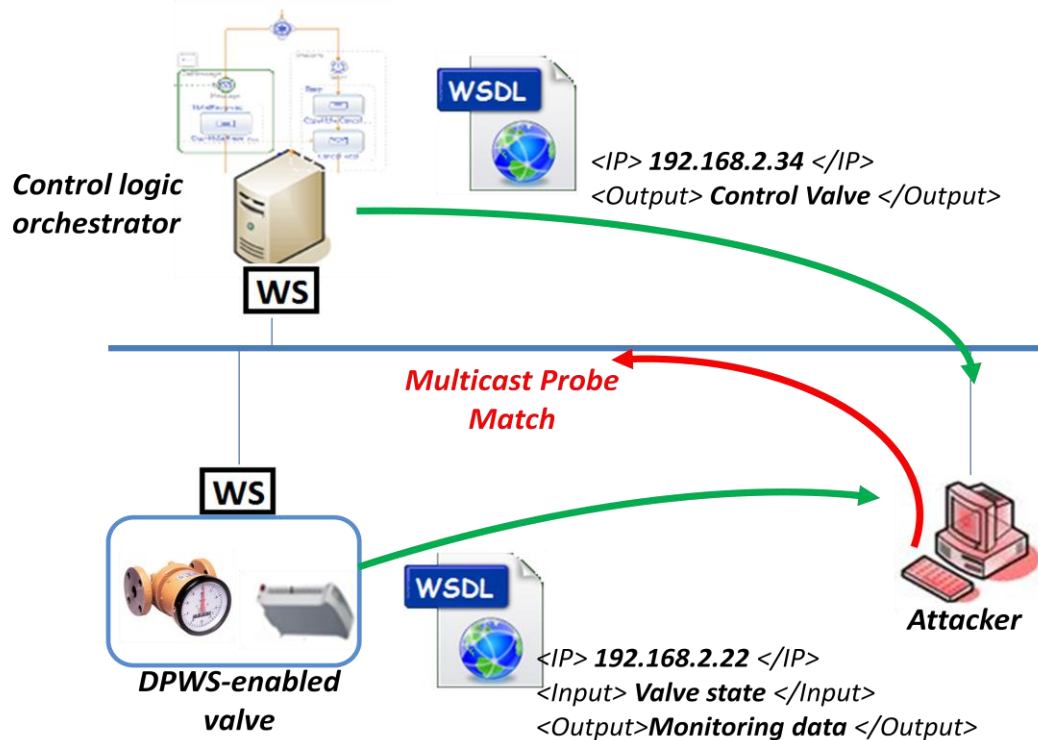 WSDL
<IP> 192.168.2.34 </IP>
<Output> Control Valve </Output>
Control logic
orchestrator
WS
Multicast Probe
Match
WS
WSDL
Attacker
<IP> 192.168.2.22 </IP>
<Input> Valve state </Input>
<Output>Monitoring data </Output>
DPWS-enabled
valve